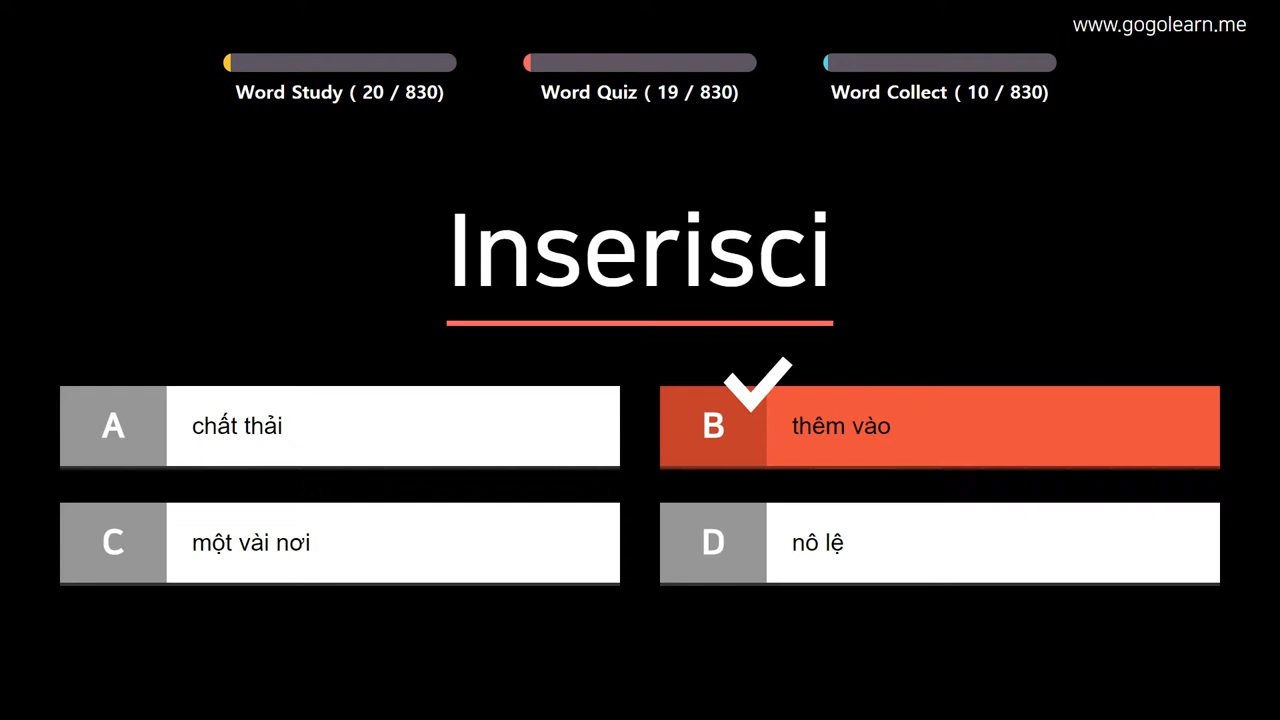 www.gogolearn.me
Word Study ( 20 / 830)
Word Quiz ( 19 / 830)
Word Collect ( 10 / 830)
Inserisci
A chất thải
B thêm vào
C một vài nơi
D nô lệ